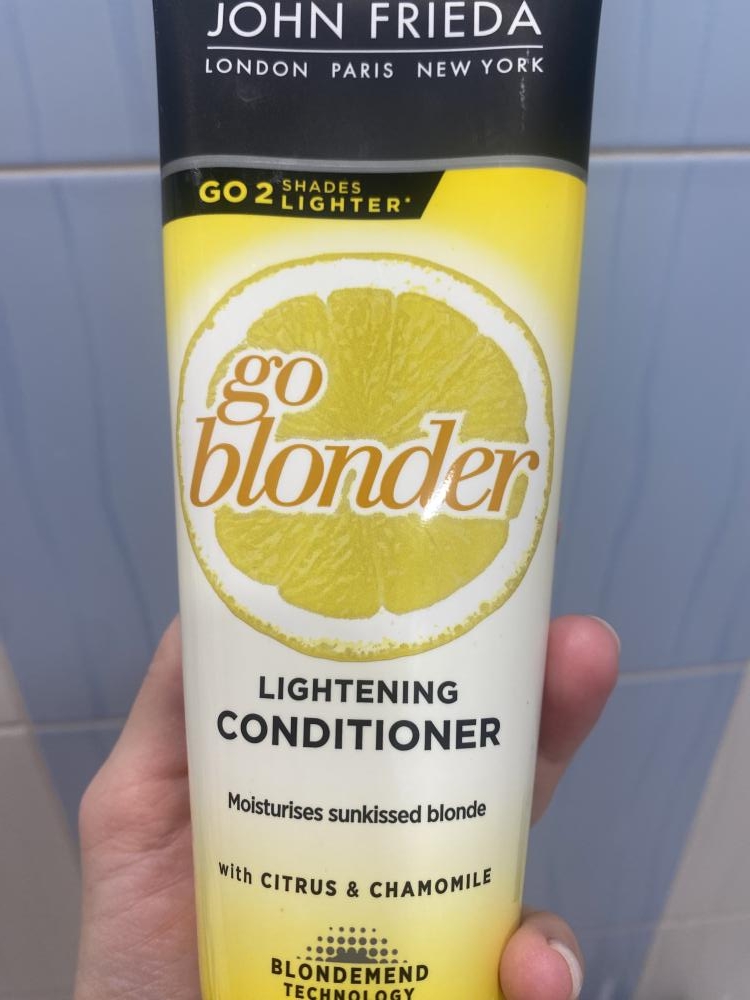 JOHN FRIEDA
LONDON PARIS NEW YORK
GO 2 SHADES
LIGHTER*
go
blonder
LIGHTENING
CONDITIONER
Moisturises sunkissed blonde
with CITRUS & CHAMOMILE
BLONDEMEND
TECHNOLOGY